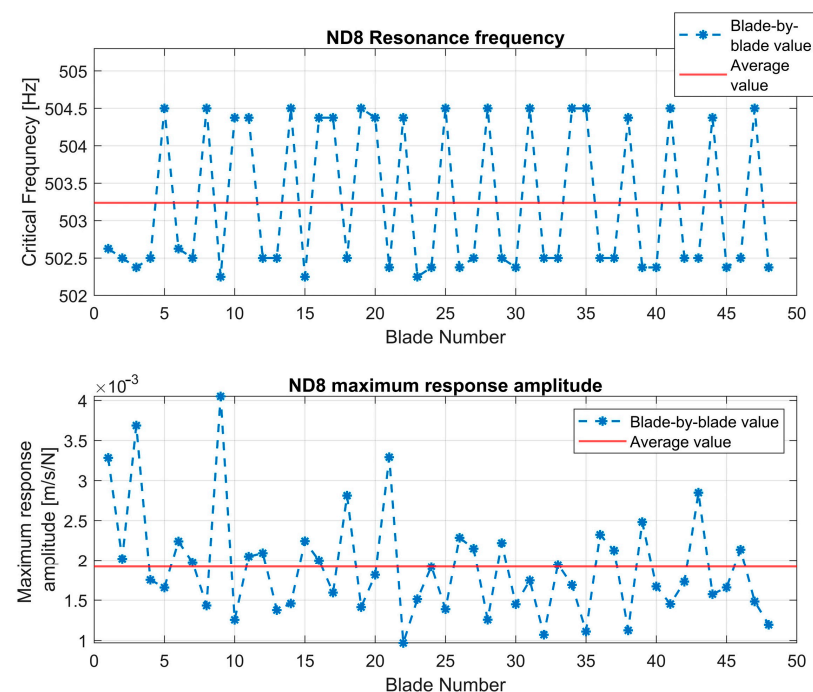 ND8 Resonance frequency
Blade-by-
blade value
Average
value
505
504.5
504
503.5
503
502.5
502
Critical Frequnecy [Hz]
0 5 10 15 20 25 30 35 40 45 50
Blade Number
×10⁻³
ND8 maximum response amplitude
Blade-by-blade value
Average value
4
3.5
3
2.5
2
1.5
1
Maximum response
amplitude [m/s/N]
0 5 10 15 20 25 30 35 40 45 50
Blade Number